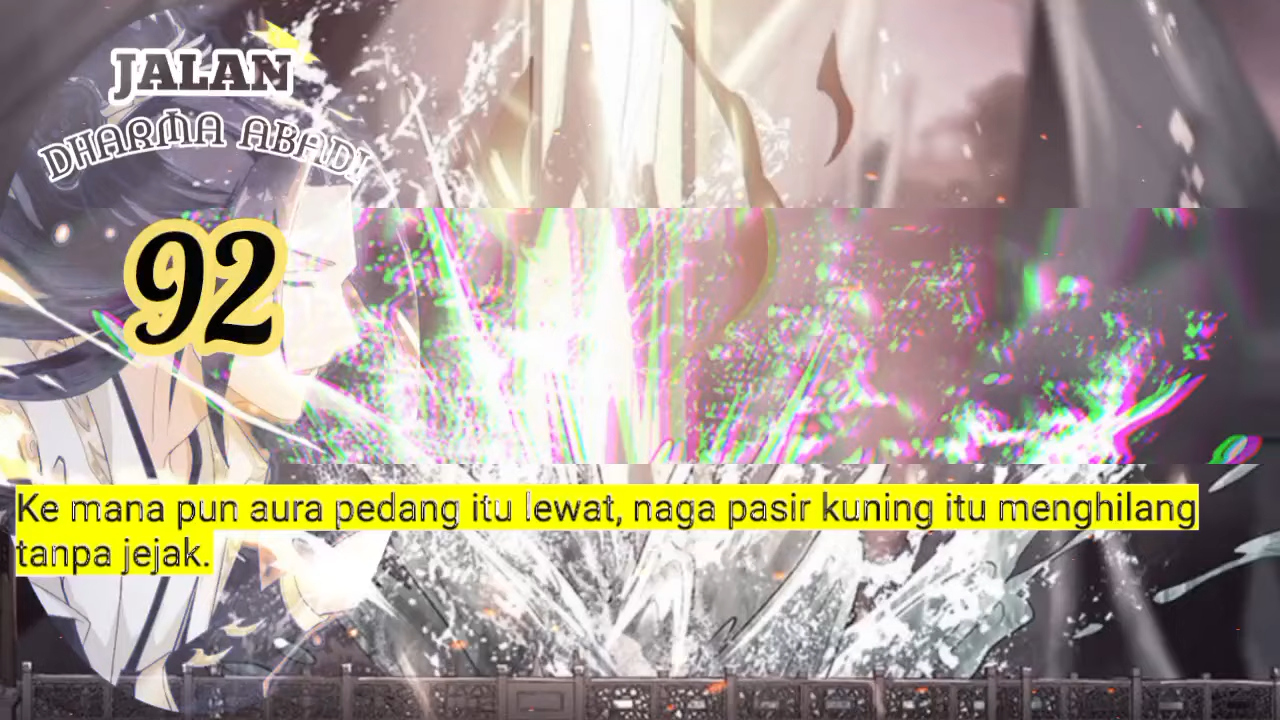 JALAN
DHARMA ABADI
92
Ke mana pun aura pedang itu lewat, naga pasir kuning itu menghilang
tanpa jejak.